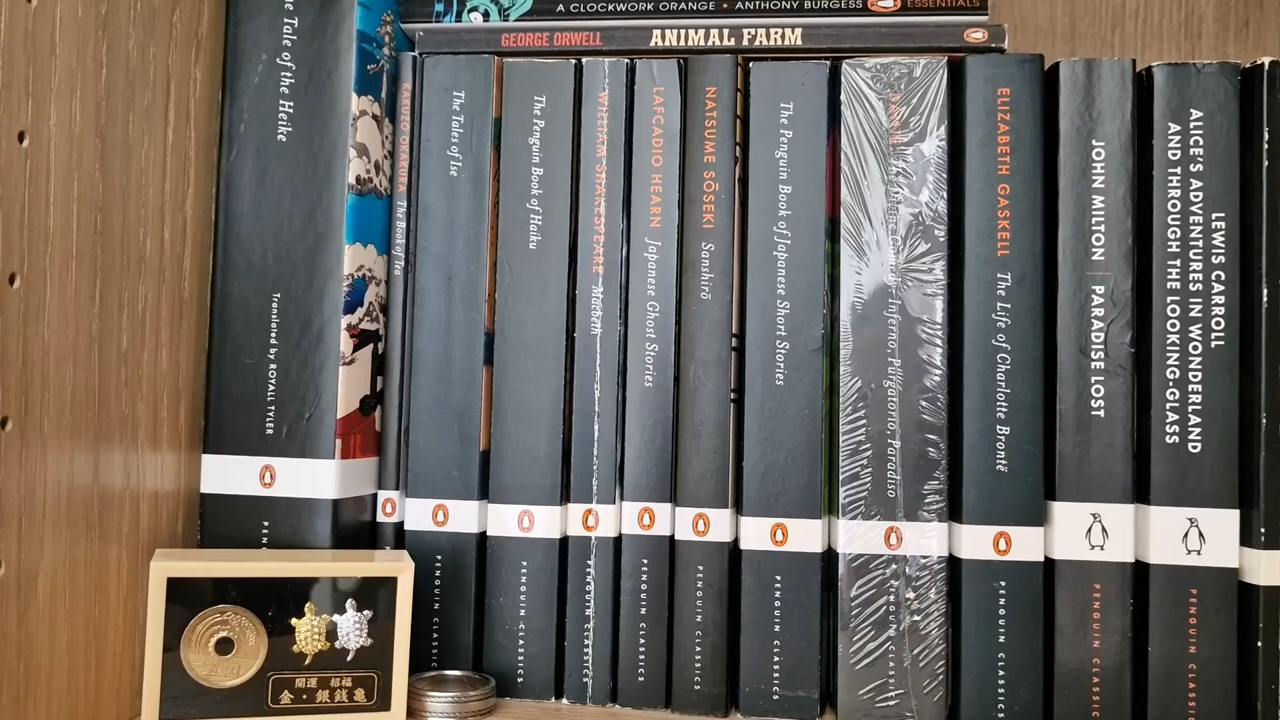 A CLOCKWORK ORANGE • ANTHONY BURGESS
ESSENTIALS
GEORGE ORWELL ANIMAL FARM
The Tale of the Heike
Translated by ROYALL TYLER
KAKUZO OKAKURA The Book of Tea
The Tales of Ise
PENGUIN CLASSICS
The Penguin Book of Haiku
PENGUIN CLASSICS
WILLIAM SHAKESPEARE Macbeth
PENGUIN CLASSICS
LAFCADIO HEARN Japanese Ghost Stories
PENGUIN CLASSICS
NATSUME SŌSEKI Sanshirō
PENGUIN CLASSICS
The Penguin Book of Japanese Short Stories
PENGUIN CLASSICS
DANTE The Divine Comedy – Inferno, Purgatorio, Paradiso
PENGUIN CLASSICS
ELIZABETH GASKELL The Life of Charlotte Brontë
PENGUIN CLASSICS
JOHN MILTON | PARADISE LOST
PENGUIN CLASSICS
LEWIS CARROLL
ALICE'S ADVENTURES IN WONDERLAND
AND THROUGH THE LOOKING-GLASS
PENGUIN CLASSICS
開運 招福
金・銀銭亀